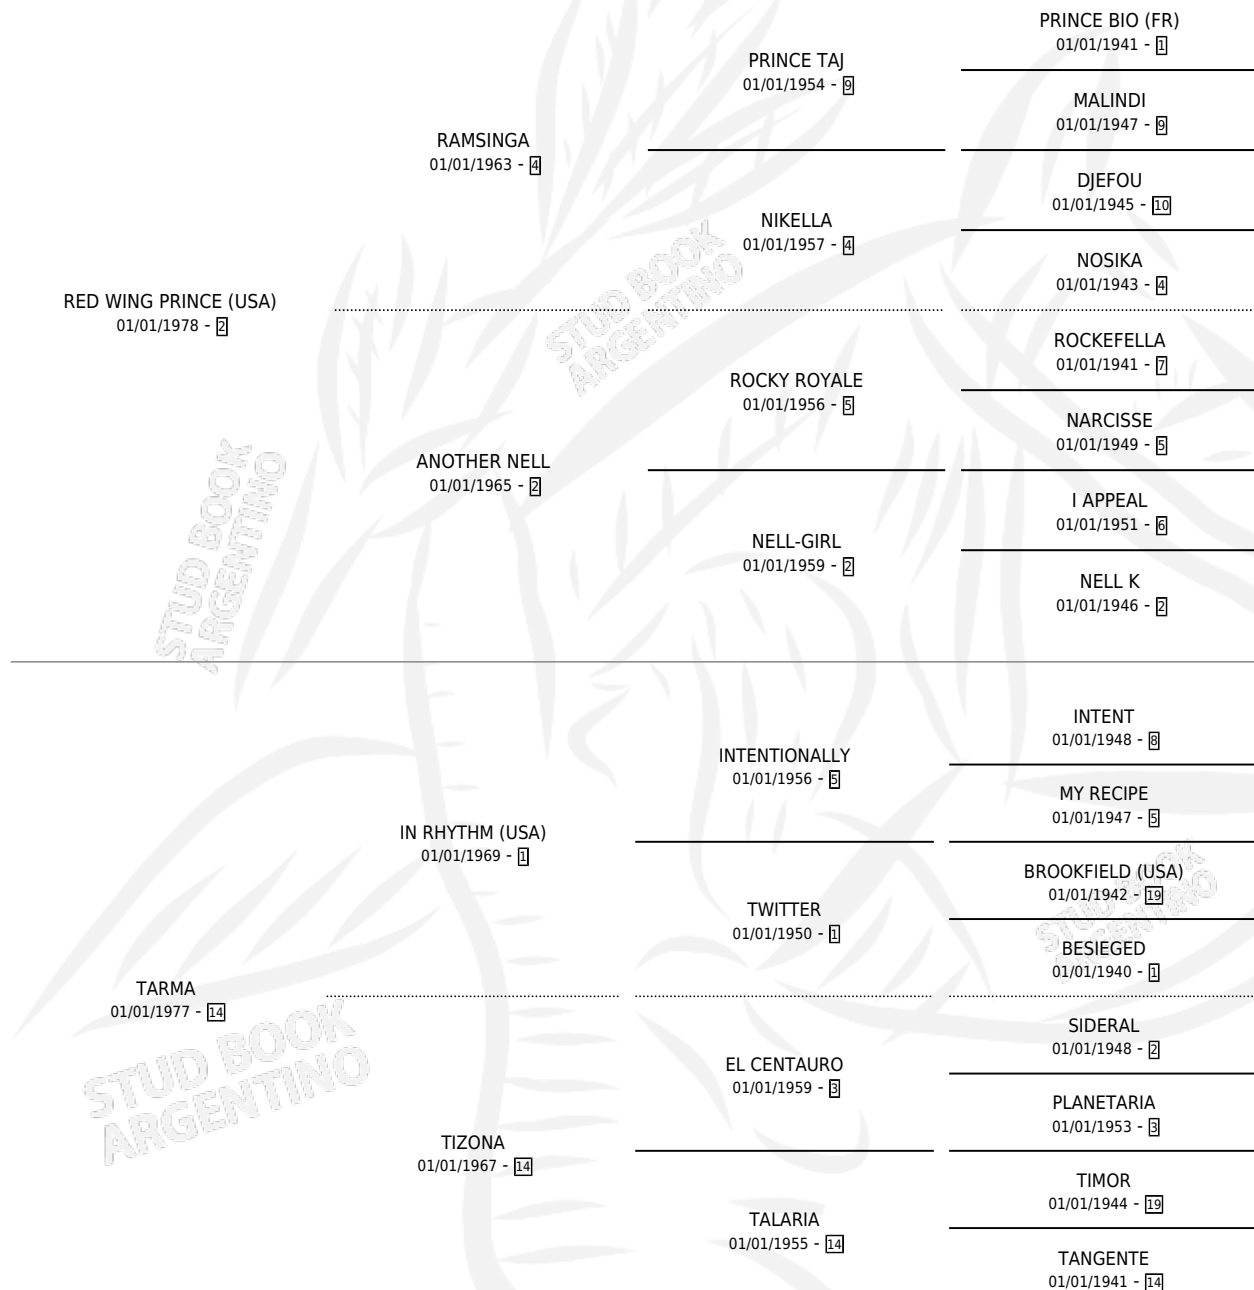 PRINCE BIO (FR)
01/01/1941 - 1
PRINCE TAJ
01/01/1954 - 9
MALINDI
01/01/1947 - 9
RAMSINGA
01/01/1963 - 4
DJEFOU
01/01/1945 - 10
NIKELLA
01/01/1957 - 4
NOSIKA
01/01/1943 - 4
RED WING PRINCE (USA)
01/01/1978 - 2
ROCKEFELLA
01/01/1941 - 7
ROCKY ROYALE
01/01/1956 - 5
NARCISSE
01/01/1949 - 5
ANOTHER NELL
01/01/1965 - 2
I APPEAL
01/01/1951 - 6
NELL-GIRL
01/01/1959 - 2
NELL K
01/01/1946 - 2
INTENT
01/01/1948 - 8
INTENTIONALLY
01/01/1956 - 5
MY RECIPE
01/01/1947 - 5
IN RHYTHM (USA)
01/01/1969 - 1
BROOKFIELD (USA)
01/01/1942 - 19
TWITTER
01/01/1950 - 1
BESIEGED
01/01/1940 - 1
TARMA
01/01/1977 - 14
SIDERAL
01/01/1948 - 2
EL CENTAURO
01/01/1959 - 3
PLANETARIA
01/01/1953 - 3
TIZONA
01/01/1967 - 14
TIMOR
01/01/1944 - 19
TALARIA
01/01/1955 - 14
TANGENTE
01/01/1941 - 14
STUD BOOK
ARGENTINO
STUD BOOK
ARGENTINO
STUD BOOK
ARGENTINO
STUD BOOK
ARGENTINO